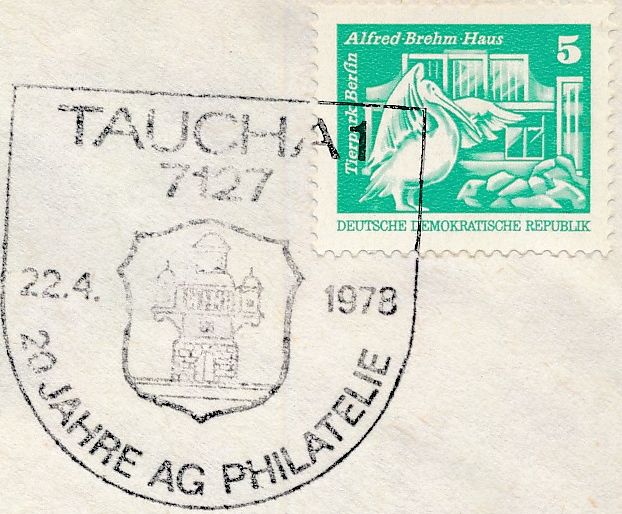 Alfred-Brehm-Haus
5
Tierpark Berlin
DEUTSCHE DEMOKRATISCHE REPUBLIK
TAUCHA 1
7127
22.4. 1978
20 JAHRE AG PHILATELIE